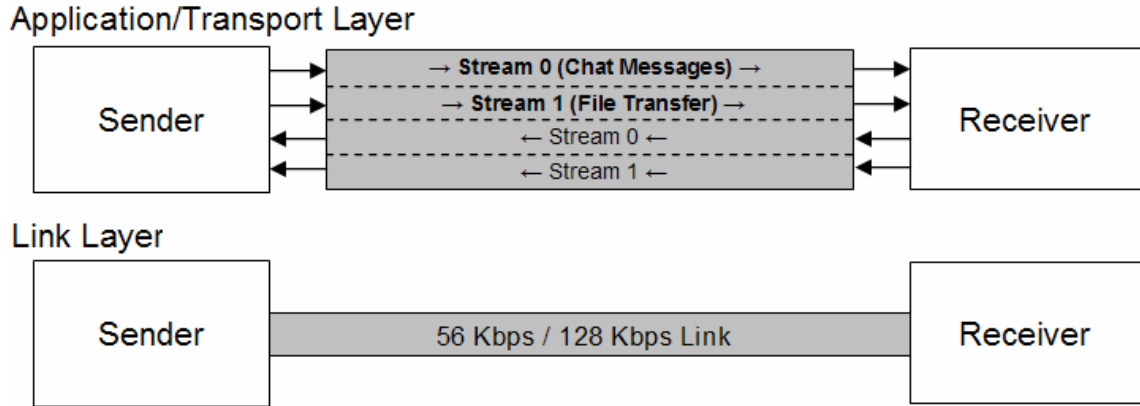 Application/Transport Layer
Sender
→ Stream 0 (Chat Messages) →
→ Stream 1 (File Transfer) →
← Stream 0 ←
← Stream 1 ←
Receiver
Link Layer
Sender
56 Kbps / 128 Kbps Link
Receiver